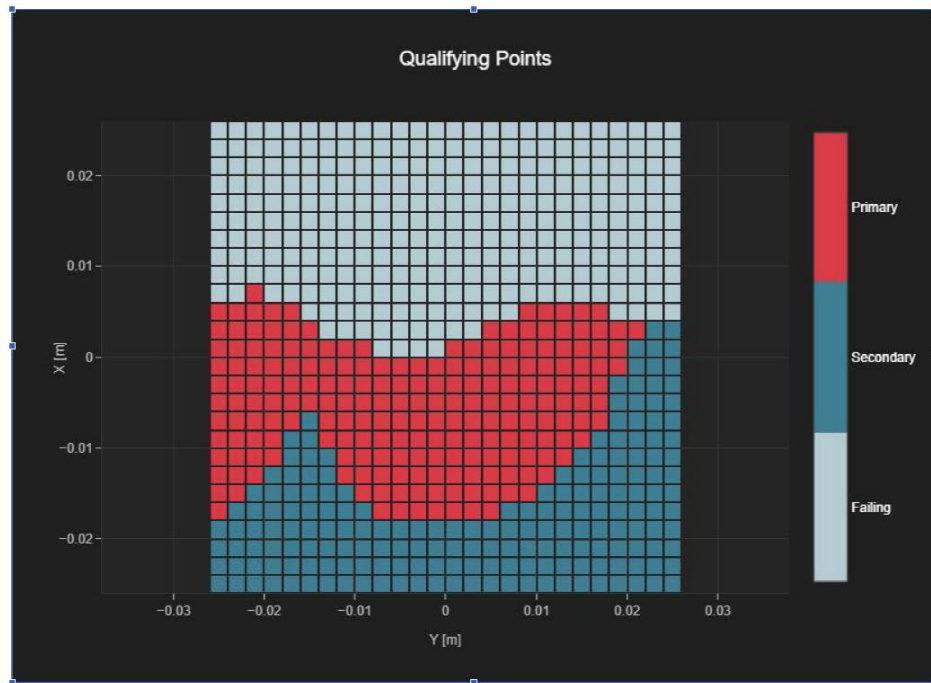 Qualifying Points
0.02
0.01
0
−0.01
−0.02
X [m]
−0.03
−0.02
−0.01
0
0.01
0.02
0.03
Y [m]
Primary
Secondary
Failing